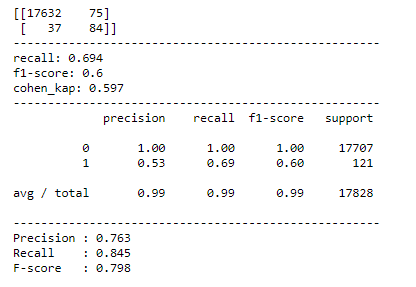 [[17632    75]
 [   37    84]]
------------------------------------------------------
recall: 0.694
f1-score: 0.6
cohen_kap: 0.597
------------------------------------------------------
             precision    recall  f1-score   support

          0       1.00      1.00      1.00     17707
          1       0.53      0.69      0.60       121

avg / total       0.99      0.99      0.99     17828

------------------------------------------------------
Precision : 0.763
Recall    : 0.845
F-score   : 0.798